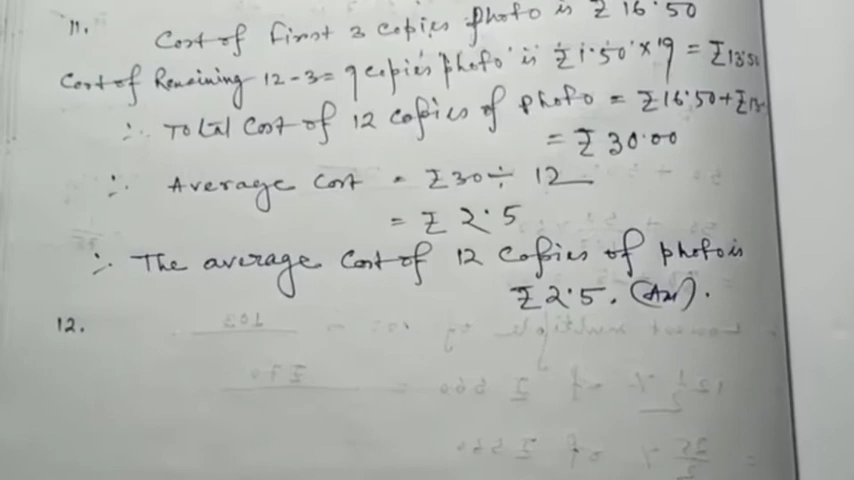 11. Cost of first 3 copies photo is ₹ 16.50
Cost of Remaining 12-3= 9 copies photo is ₹1.50 × 9 = ₹13.50
∴ Total Cost of 12 copies of photo = ₹16.50+₹13.
= ₹ 30.00
∴ Average Cost = ₹30 ÷ 12
= ₹ 2.5
∴ The average Cost of 12 Copies of photo is
₹ 2.5. (Ans).
12.